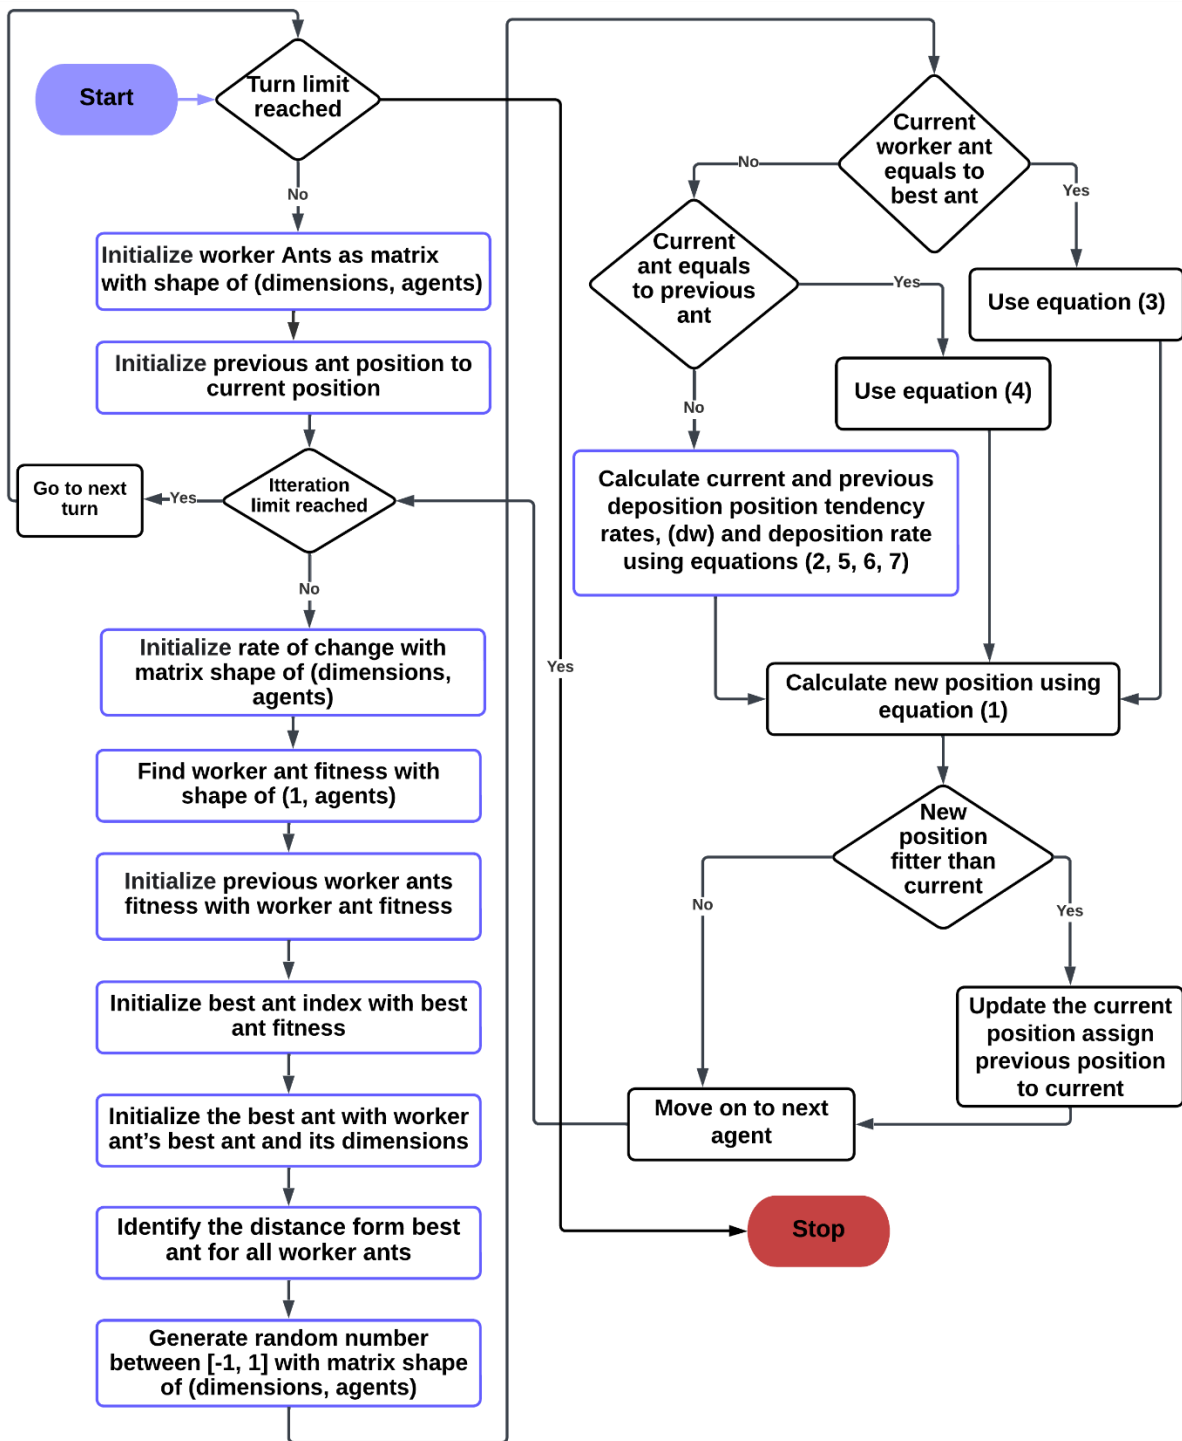 Start
Turn limit
reached
No
Initialize worker Ants as matrix
with shape of (dimensions, agents)
Initialize previous ant position to
current position
Itteration
limit reached
Yes
Go to next
turn
No
Initialize rate of change with
matrix shape of (dimensions,
agents)
Find worker ant fitness with
shape of (1, agents)
Initialize previous worker ants
fitness with worker ant fitness
Initialize best ant index with best
ant fitness
Initialize the best ant with worker
ant's best ant and its dimensions
Identify the distance form best
ant for all worker ants
Generate random number
between [-1, 1] with matrix shape
of (dimensions, agents)
Yes
Current
worker ant
equals to
best ant
No
Yes
Current
ant equals
to previous
ant
Yes
Use equation (3)
Use equation (4)
No
Calculate current and previous
deposition position tendency
rates, (dw) and deposition rate
using equations (2, 5, 6, 7)
Calculate new position using
equation (1)
New
position
fitter than
current
No
Yes
Update the current
position assign
previous position
to current
Move on to next
agent
Stop